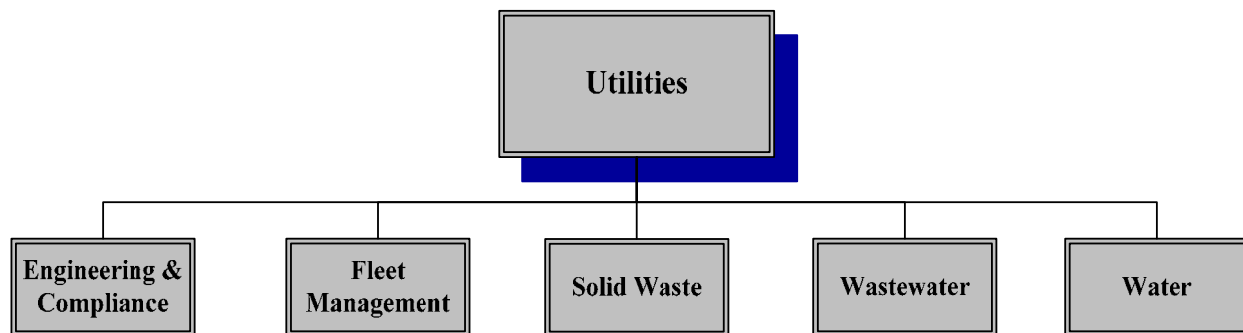 Utilities
Engineering &
Compliance
Fleet
Management
Solid Waste
Wastewater
Water